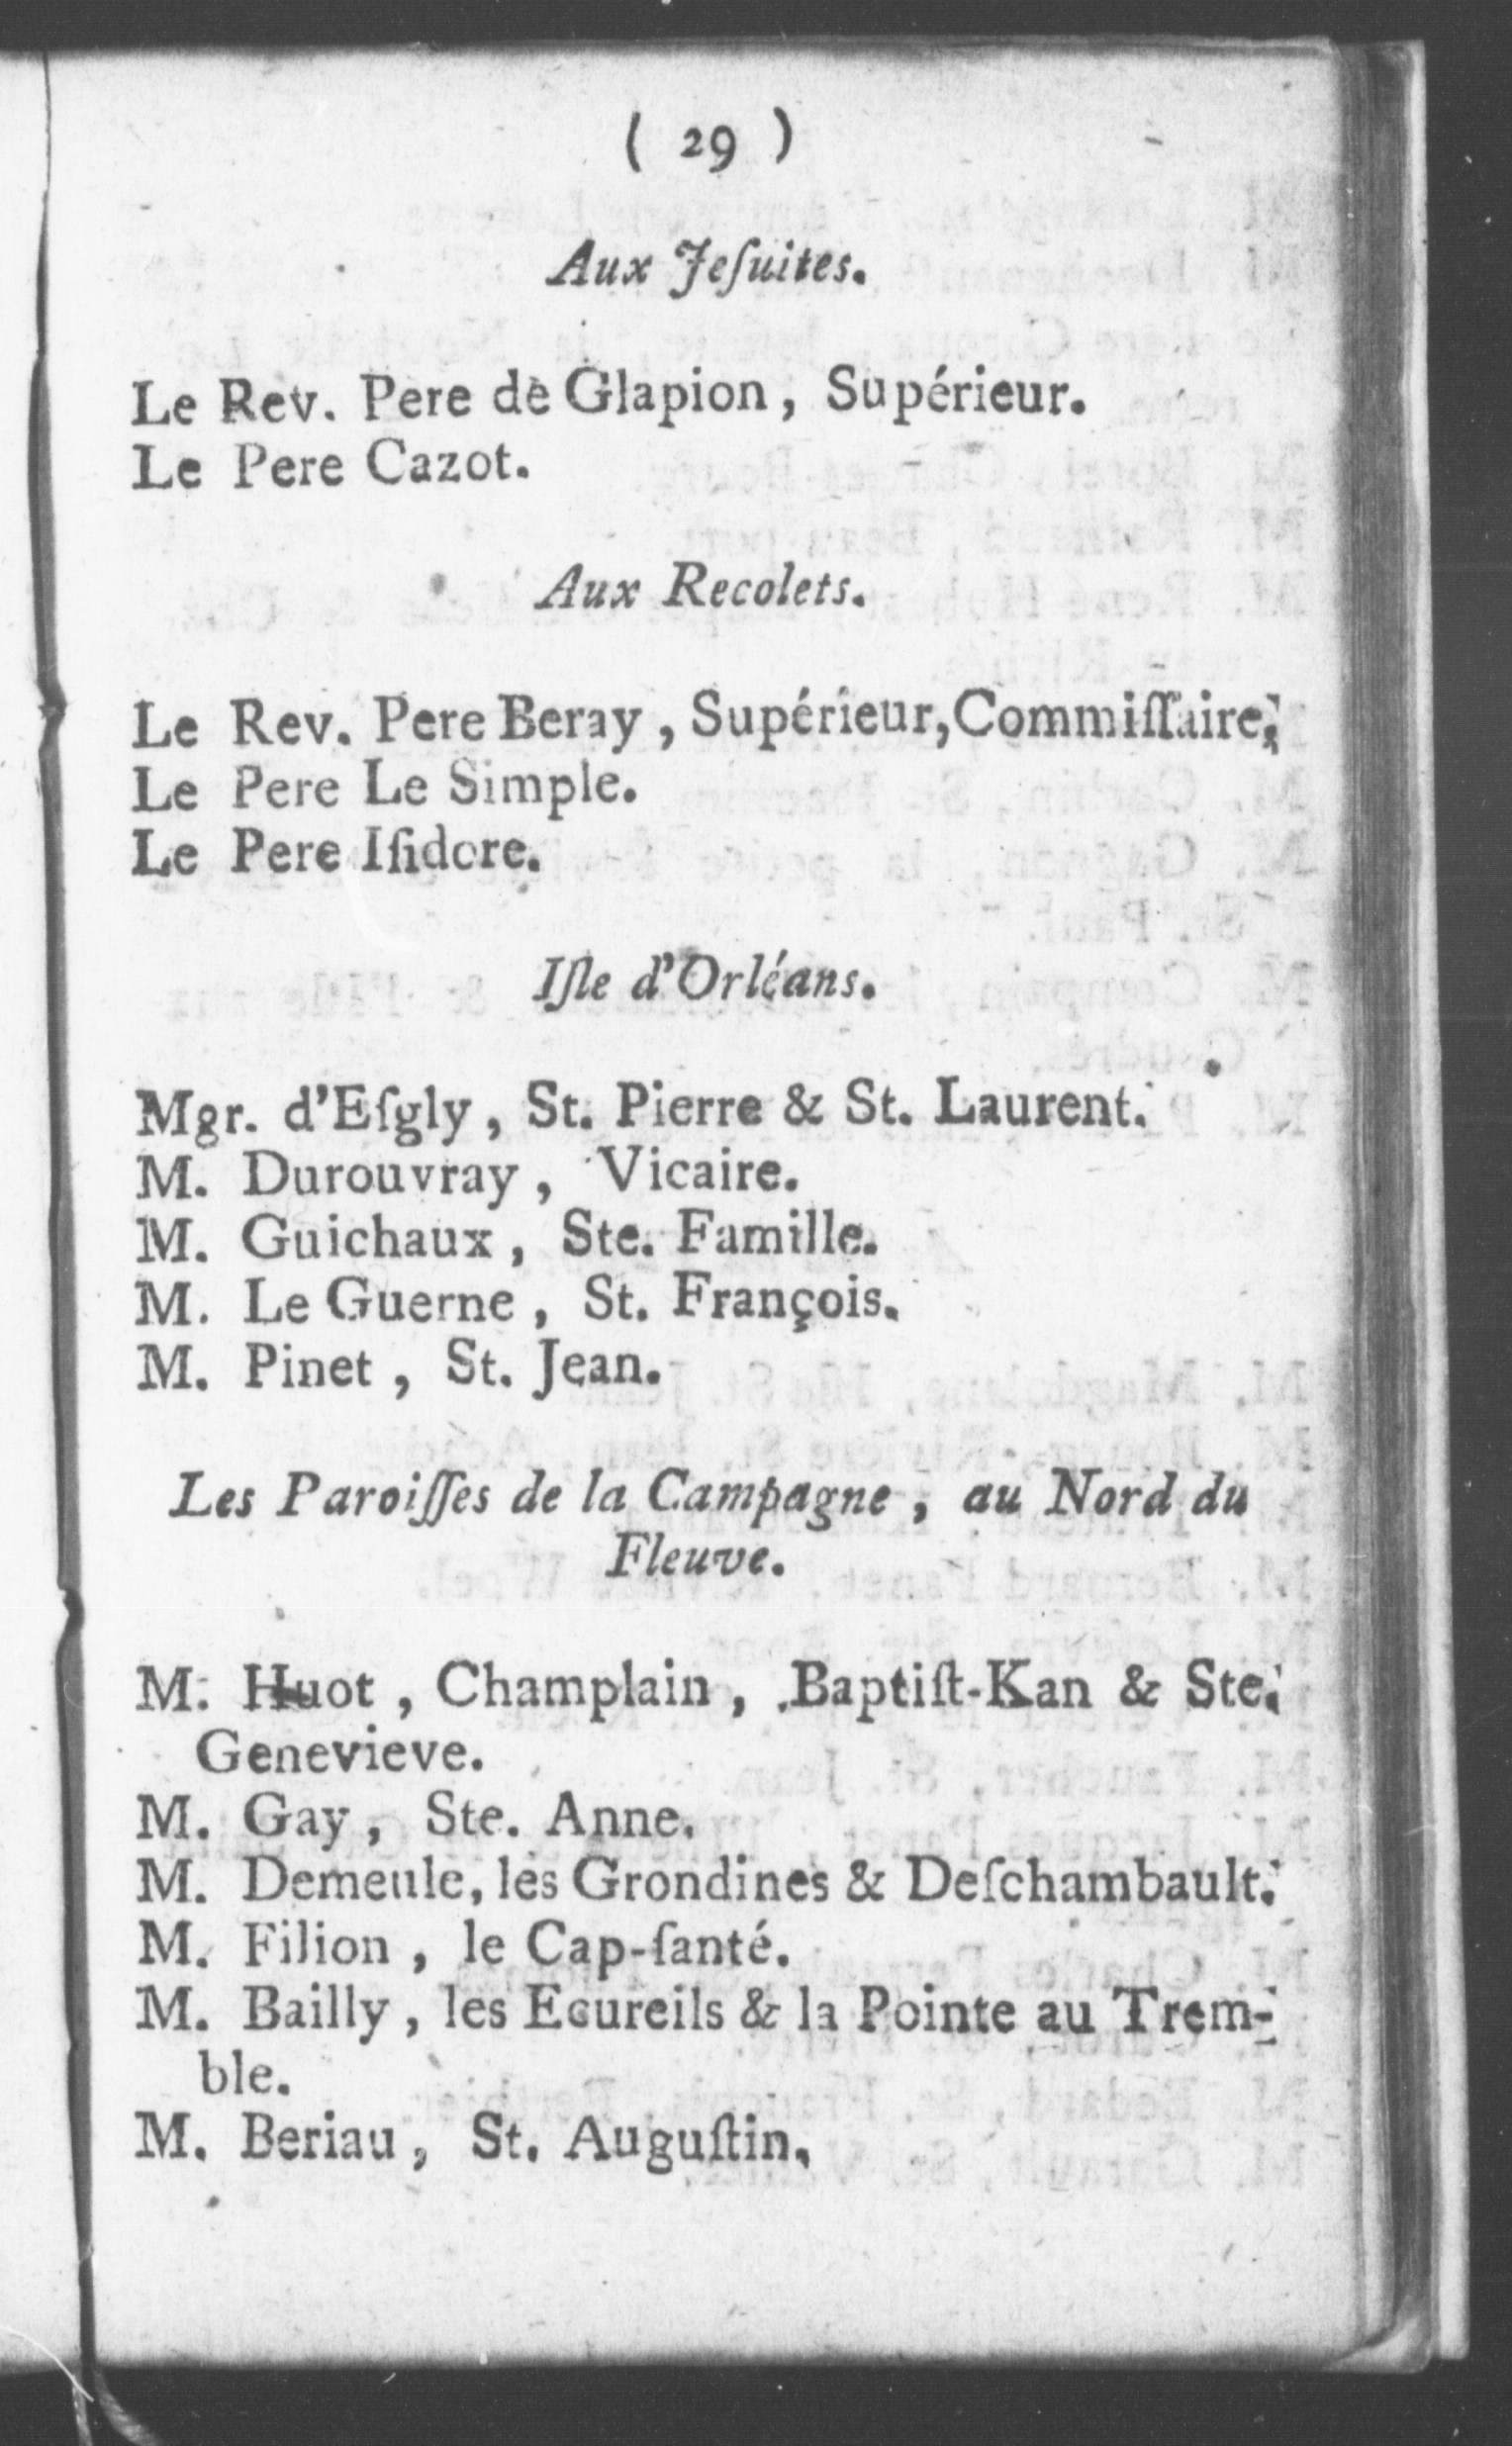 ( 29 )
Aux Jeſuites.
Le Rev. Pere de Glapion, Supérieur.
Le Pere Cazot.
Aux Recolets.
Le Rev. Pere Beray, Supérieur, Commiſſaire,
Le Pere Le Simple.
Le Pere Iſidore.
Iſle d'Orléans.
Mgr. d'Eſgly, St. Pierre & St. Laurent.
M. Durouvray, Vicaire.
M. Guichaux, Ste. Famille.
M. Le Guerne, St. François.
M. Pinet, St. Jean.
Les Paroiſſes de la Campagne, au Nord du
Fleuve.
M. Huot, Champlain, Baptiſt-Kan & Ste.
Genevieve.
M. Gay, Ste. Anne.
M. Demeule, les Grondines & Deſchambault.
M. Filion, le Cap-ſanté.
M. Bailly, les Ecureils & la Pointe au Trem-
ble.
M. Beriau, St. Auguſtin,